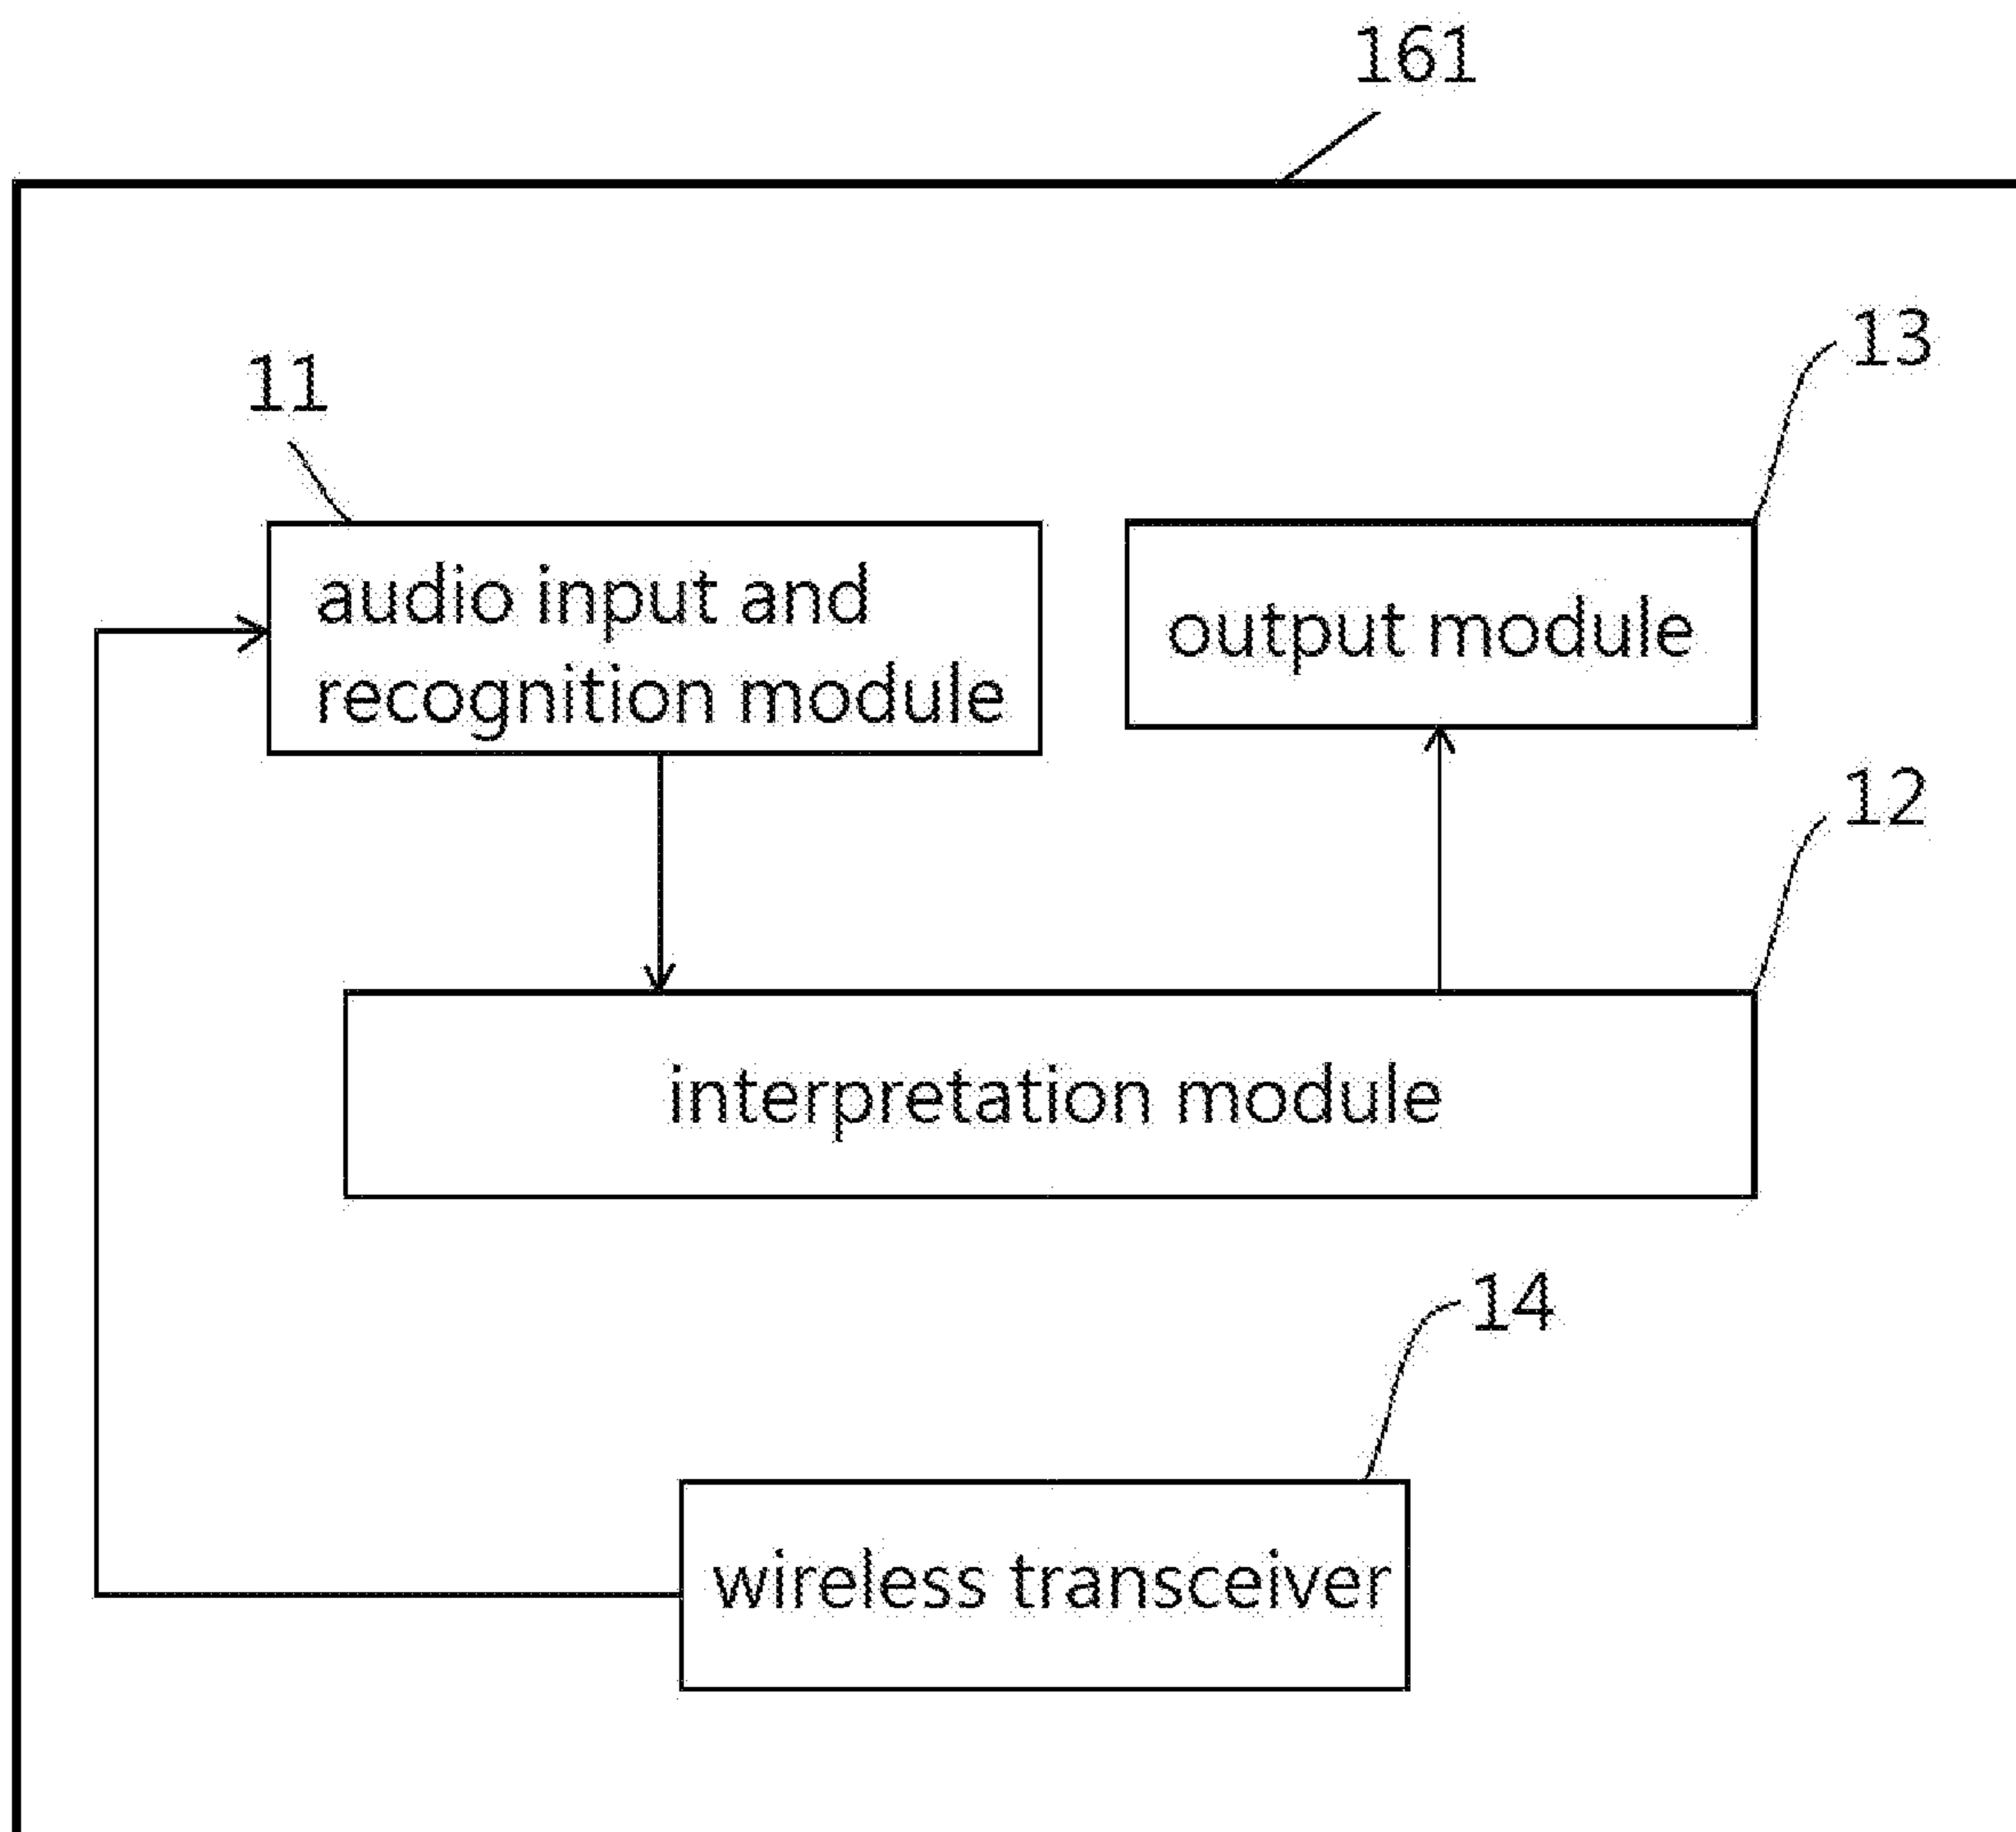 161
11
13
audio input and
recognition module
output module
12
interpretation module
14
wireless transceiver